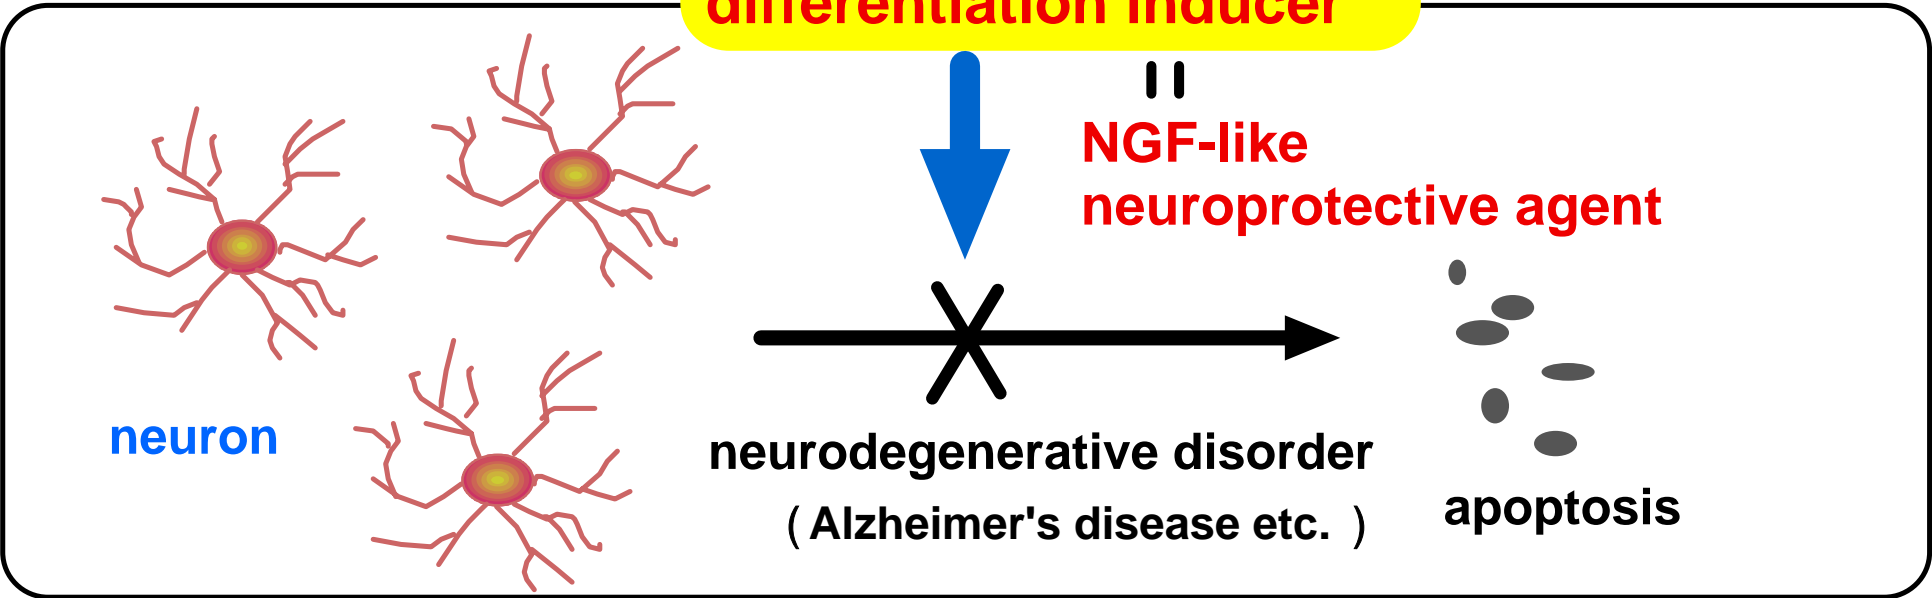 differentiation inducer
NGF-like
neuroprotective agent
neuron
neurodegenerative disorder
( Alzheimer's disease etc. )
apoptosis